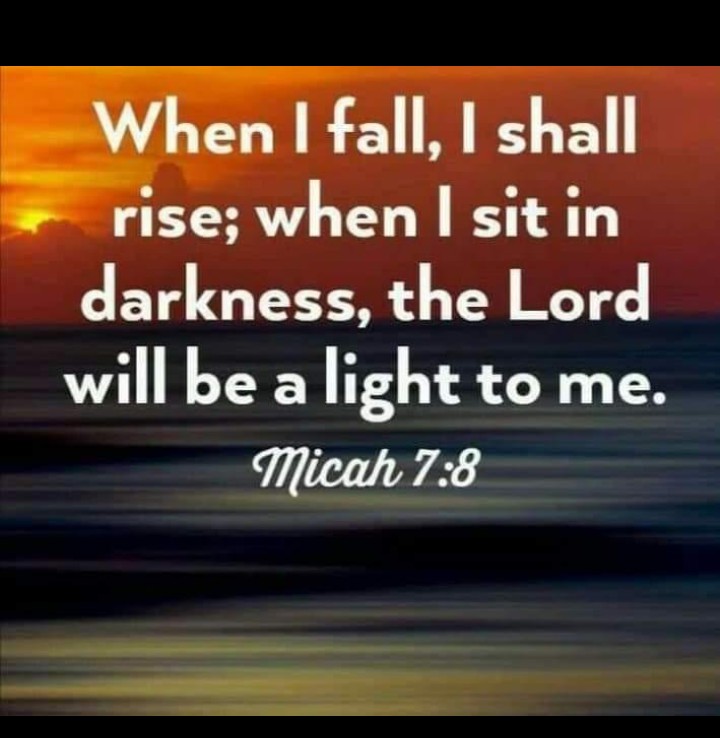 When I fall, I shall
rise; when I sit in
darkness, the Lord
will be a light to me.
Micah 7:8